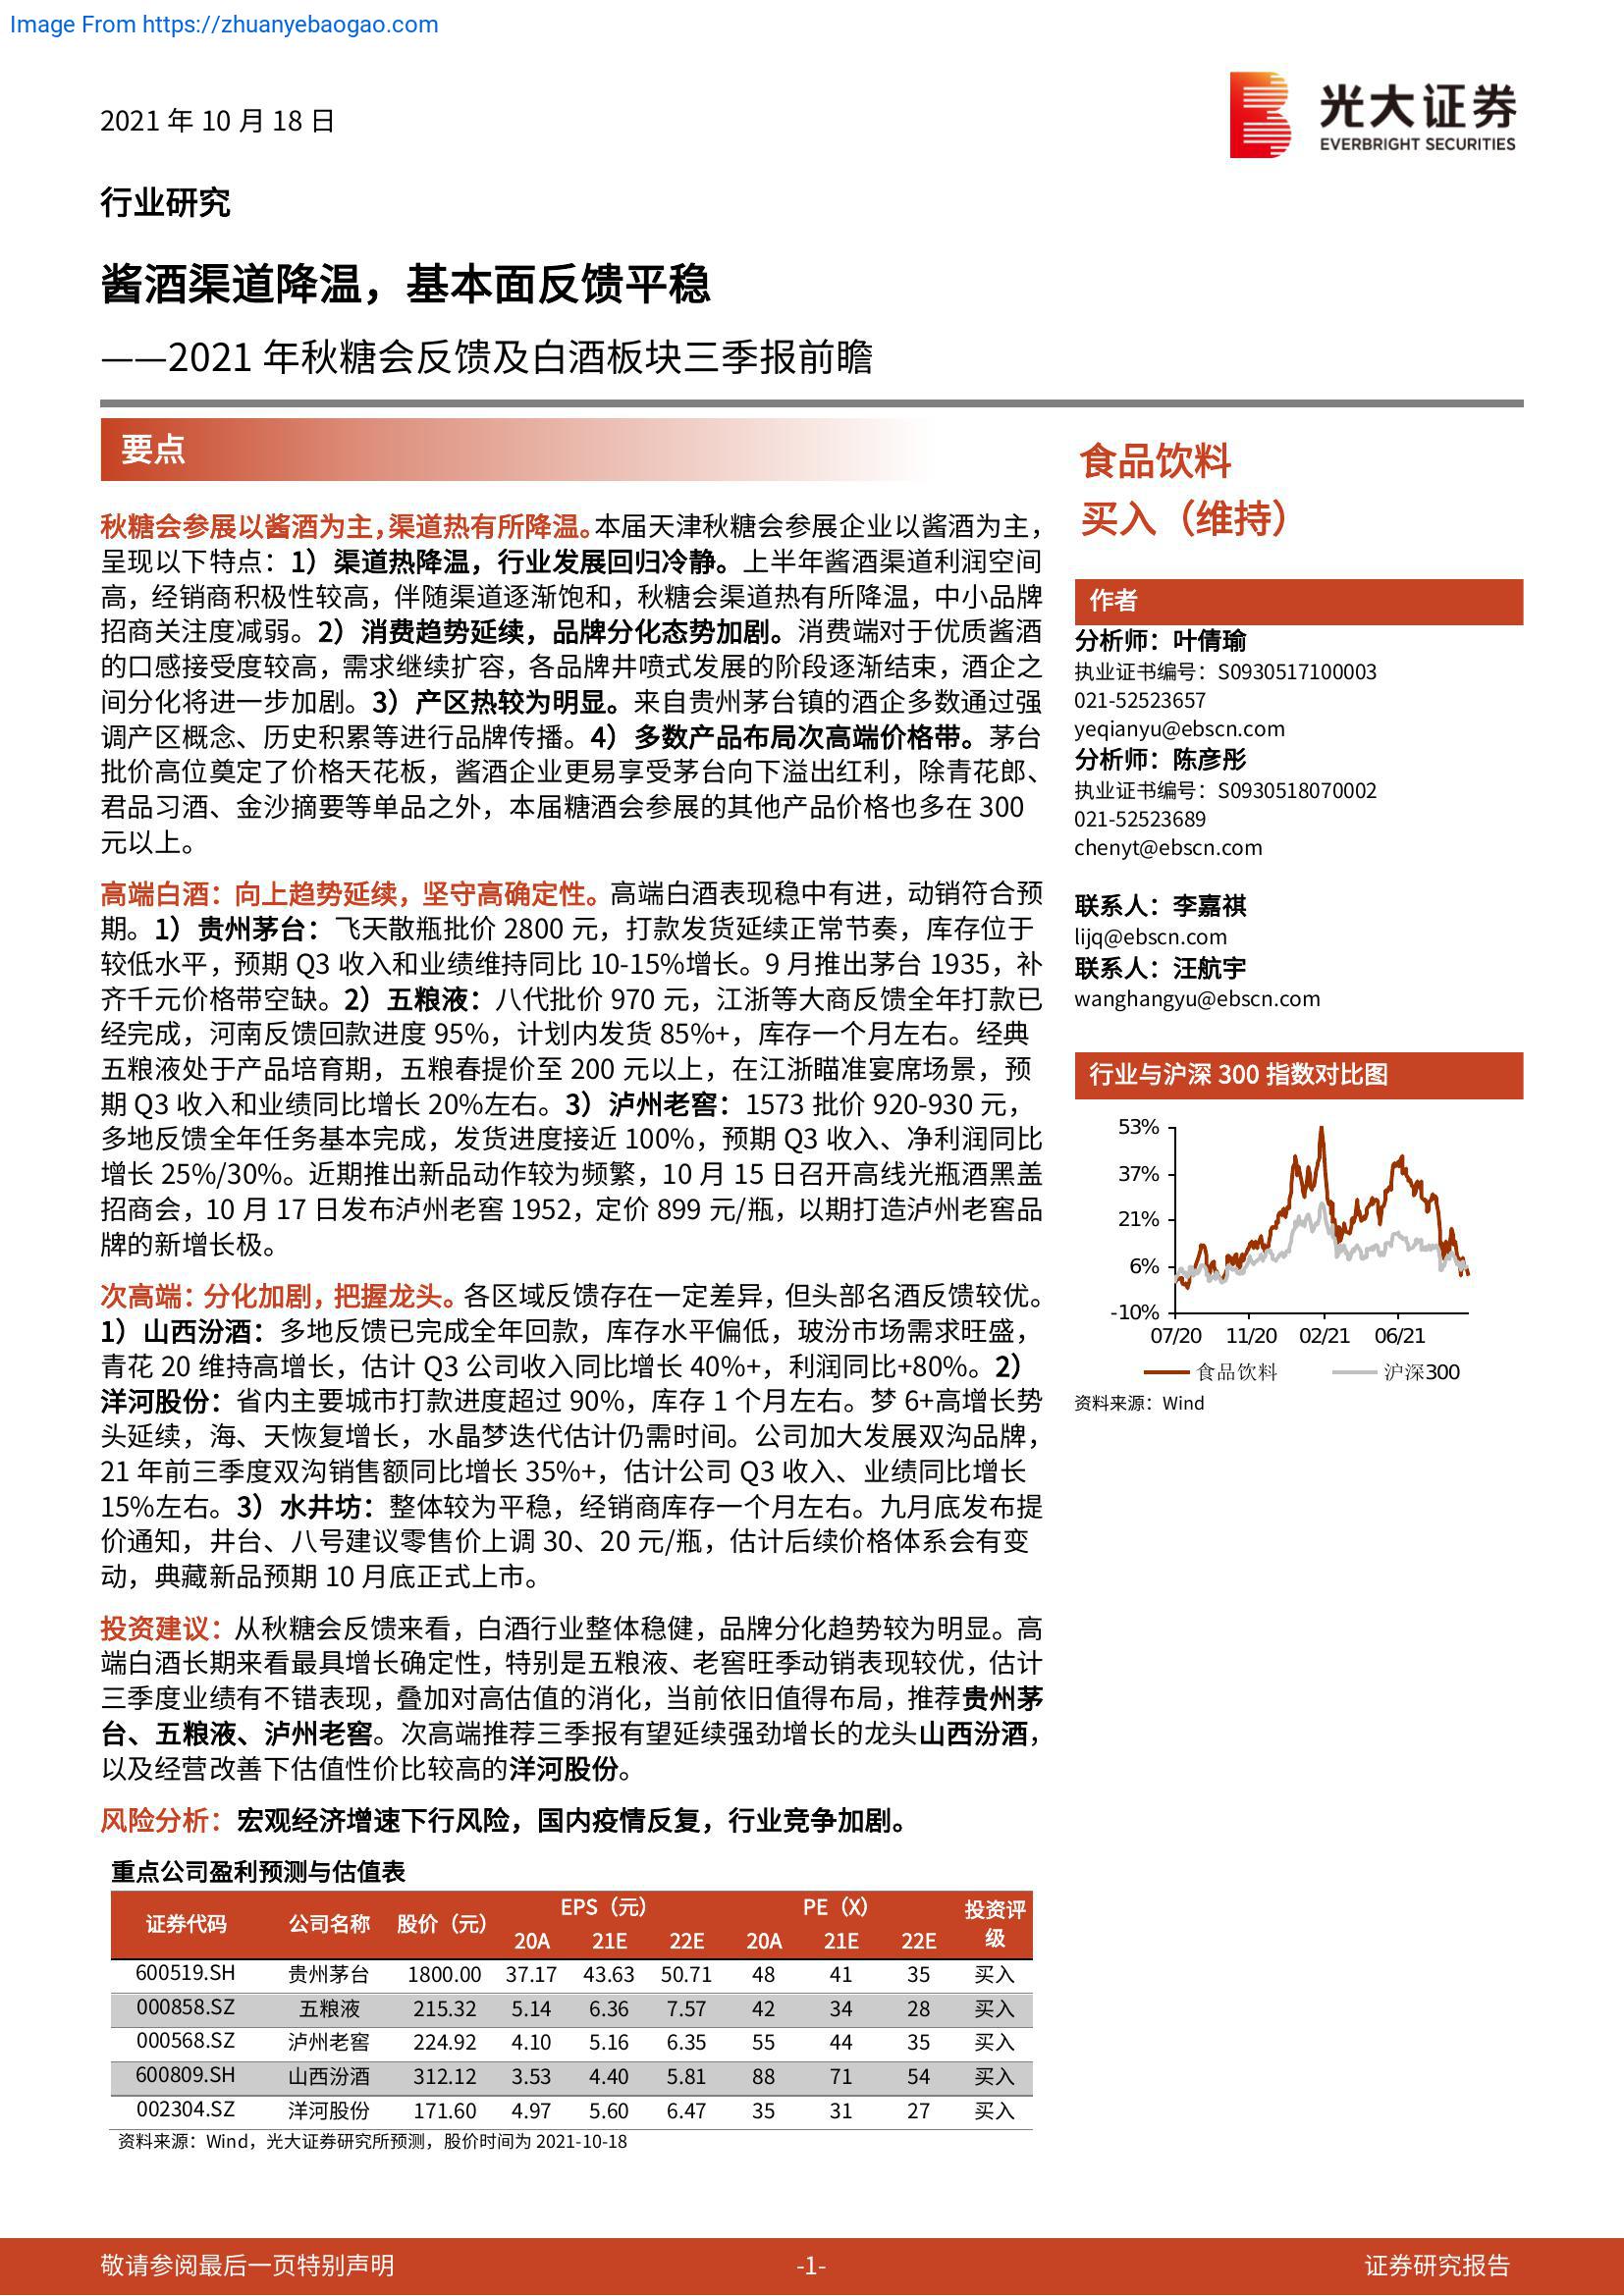 Image From https://zhuanyebaogao.com
2021 年 10 月 18 日
光大证券
EVERBRIGHT SECURITIES
行业研究
酱酒渠道降温，基本面反馈平稳
——2021 年秋糖会反馈及白酒板块三季报前瞻
要点
秋糖会参展以酱酒为主，渠道热有所降温。本届天津秋糖会参展企业以酱酒为主，
呈现以下特点：1）渠道热降温，行业发展回归冷静。上半年酱酒渠道利润空间
高，经销商积极性较高，伴随渠道逐渐饱和，秋糖会渠道热有所降温，中小品牌
招商关注度减弱。2）消费趋势延续，品牌分化态势加剧。消费端对于优质酱酒
的口感接受度较高，需求继续扩容，各品牌井喷式发展的阶段逐渐结束，酒企之
间分化将进一步加剧。3）产区热较为明显。来自贵州茅台镇的酒企多数通过强
调产区概念、历史积累等进行品牌传播。4）多数产品布局次高端价格带。茅台
批价高位奠定了价格天花板，酱酒企业更易享受茅台向下溢出红利，除青花郎、
君品习酒、金沙摘要等单品之外，本届糖酒会参展的其他产品价格也多在 300
元以上。
高端白酒：向上趋势延续，坚守高确定性。高端白酒表现稳中有进，动销符合预
期。1）贵州茅台：飞天散瓶批价 2800 元，打款发货延续正常节奏，库存位于
较低水平，预期 Q3 收入和业绩维持同比 10-15%增长。9 月推出茅台 1935，补
齐千元价格带空缺。2）五粮液：八代批价 970 元，江浙等大商反馈全年打款已
经完成，河南反馈回款进度 95%，计划内发货 85%+，库存一个月左右。经典
五粮液处于产品培育期，五粮春提价至 200 元以上，在江浙瞄准宴席场景，预
期 Q3 收入和业绩同比增长 20%左右。3）泸州老窖：1573 批价 920-930 元，
多地反馈全年任务基本完成，发货进度接近 100%，预期 Q3 收入、净利润同比
增长 25%/30%。近期推出新品动作较为频繁，10 月 15 日召开高线光瓶酒黑盖
招商会，10 月 17 日发布泸州老窖 1952，定价 899 元/瓶，以期打造泸州老窖品
牌的新增长极。
次高端：分化加剧，把握龙头。各区域反馈存在一定差异，但头部名酒反馈较优。
1）山西汾酒：多地反馈已完成全年回款，库存水平偏低，玻汾市场需求旺盛，
青花 20 维持高增长，估计 Q3 公司收入同比增长 40%+，利润同比+80%。2）
洋河股份：省内主要城市打款进度超过 90%，库存 1 个月左右。梦 6+高增长势
头延续，海、天恢复增长，水晶梦迭代估计仍需时间。公司加大发展双沟品牌，
21 年前三季度双沟销售额同比增长 35%+，估计公司 Q3 收入、业绩同比增长
15%左右。3）水井坊：整体较为平稳，经销商库存一个月左右。九月底发布提
价通知，井台、八号建议零售价上调 30、20 元/瓶，估计后续价格体系会有变
动，典藏新品预期 10 月底正式上市。
投资建议：从秋糖会反馈来看，白酒行业整体稳健，品牌分化趋势较为明显。高
端白酒长期来看最具增长确定性，特别是五粮液、老窖旺季动销表现较优，估计
三季度业绩有不错表现，叠加对高估值的消化，当前依旧值得布局，推荐贵州茅
台、五粮液、泸州老窖。次高端推荐三季报有望延续强劲增长的龙头山西汾酒，
以及经营改善下估值性价比较高的洋河股份。
风险分析：宏观经济增速下行风险，国内疫情反复，行业竞争加剧。
重点公司盈利预测与估值表
证券代码 公司名称 股价（元） EPS（元） PE（X） 投资评级
20A 21E 22E 20A 21E 22E
600519.SH 贵州茅台 1800.00 37.17 43.63 50.71 48 41 35 买入
000858.SZ 五粮液 215.32 5.14 6.36 7.57 42 34 28 买入
000568.SZ 泸州老窖 224.92 4.10 5.16 6.35 55 44 35 买入
600809.SH 山西汾酒 312.12 3.53 4.40 5.81 88 71 54 买入
002304.SZ 洋河股份 171.60 4.97 5.60 6.47 35 31 27 买入
资料来源：Wind，光大证券研究所预测，股价时间为 2021-10-18
食品饮料
买入（维持）
作者
分析师：叶倩瑜
执业证书编号：S0930517100003
021-52523657
yeqianyu@ebscn.com
分析师：陈彦彤
执业证书编号：S0930518070002
021-52523689
chenyt@ebscn.com
联系人：李嘉祺
lijq@ebscn.com
联系人：汪航宇
wanghangyu@ebscn.com
行业与沪深 300 指数对比图
53%
37%
21%
6%
-10%
07/20 11/20 02/21 06/21
食品饮料 沪深300
资料来源：Wind
敬请参阅最后一页特别声明 -1- 证券研究报告